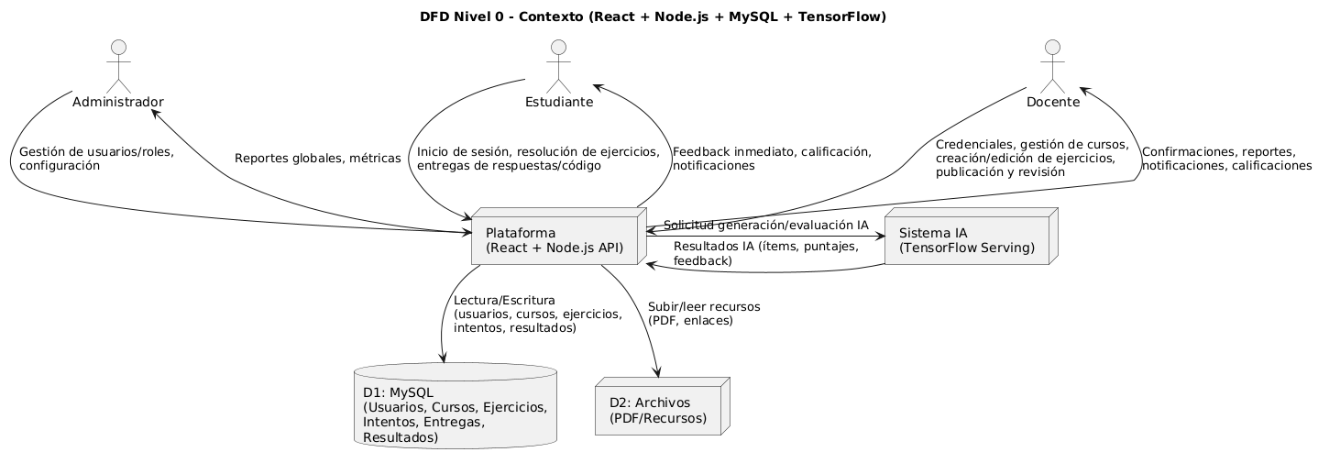 DFD Nivel 0 - Contexto (React + Node.js + MySQL + TensorFlow)
Administrador
Estudiante
Docente
Gestión de usuarios/roles,
configuración
Reportes globales, métricas
Inicio de sesión, resolución de ejercicios,
entregas de respuestas/código
Feedback inmediato, calificación,
notificaciones
Credenciales, gestión de cursos,
creación/edición de ejercicios,
publicación y revisión
Confirmaciones, reportes,
notificaciones, calificaciones
Plataforma
(React + Node.js API)
Solicitud generación/evaluación IA
Resultados IA (ítems, puntajes,
feedback)
Sistema IA
(TensorFlow Serving)
Lectura/Escritura
(usuarios, cursos, ejercicios,
intentos, resultados)
Subir/leer recursos
(PDF, enlaces)
D1: MySQL
(Usuarios, Cursos, Ejercicios,
Intentos, Entregas,
Resultados)
D2: Archivos
(PDF/Recursos)